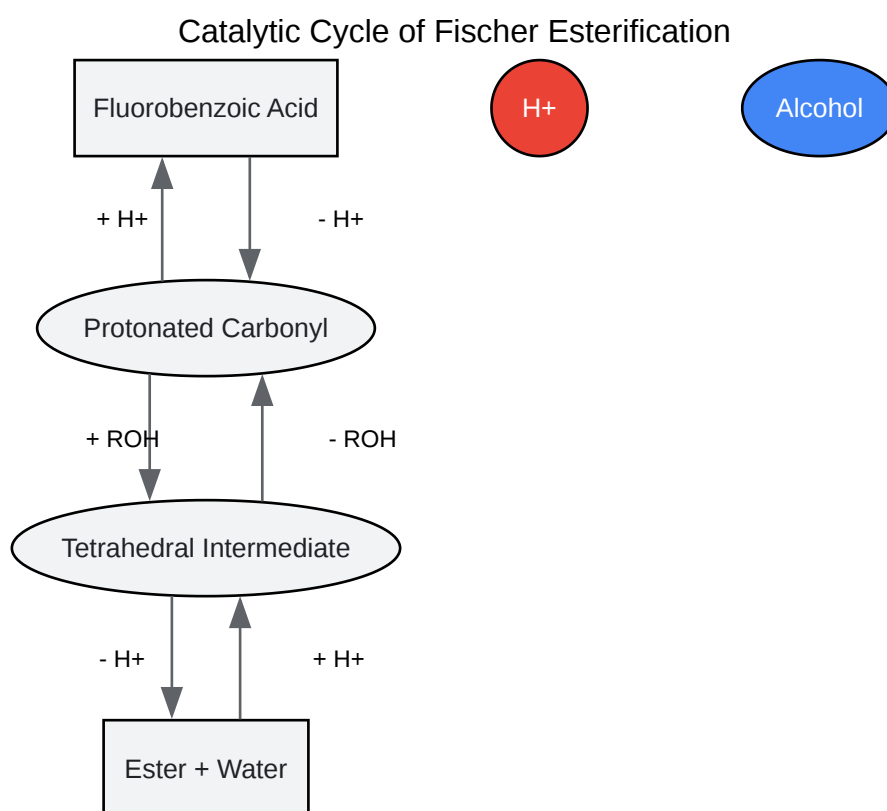 Catalytic Cycle of Fischer Esterification
Fluorobenzoic Acid
H+
Alcohol
+ H+
- H+
Protonated Carbonyl
+ ROH
- ROH
Tetrahedral Intermediate
- H+
+ H+
Ester + Water